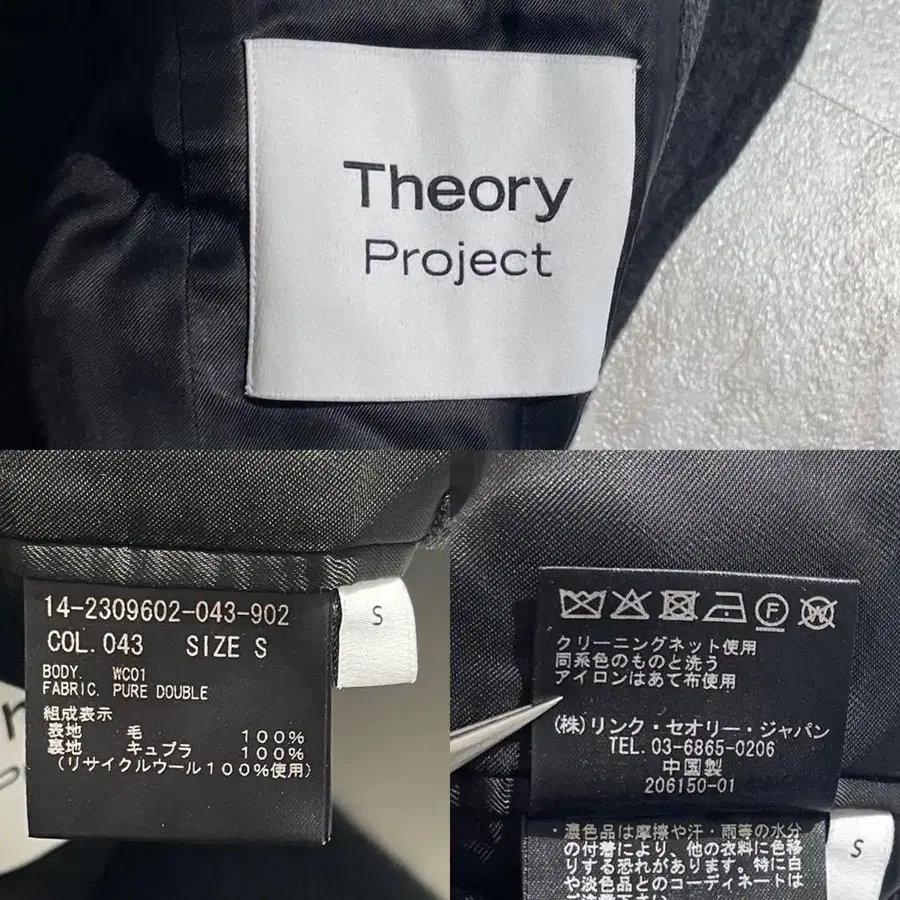 Theory
Project
14-2309602-043-902
COL.043 SIZE S
BODY. WC01
FABRIC. PURE DOUBLE
組成表示
表地 毛 100%
裏地 キュプラ 100%
(リサイクルウール100%使用)
S
F
W
クリーニングネット使用
同系色のものと洗う
アイロンはあて布使用
(株)リンク・セオリー・ジャパン
TEL. 03-6865-0206
中国製
206150-01
・濃色品は摩擦や汗・雨等の水分
の付着により、他の衣料に色移
りする恐れがあります。特に白
や淡色品とのコーディネートは
ご注意下さい。
S